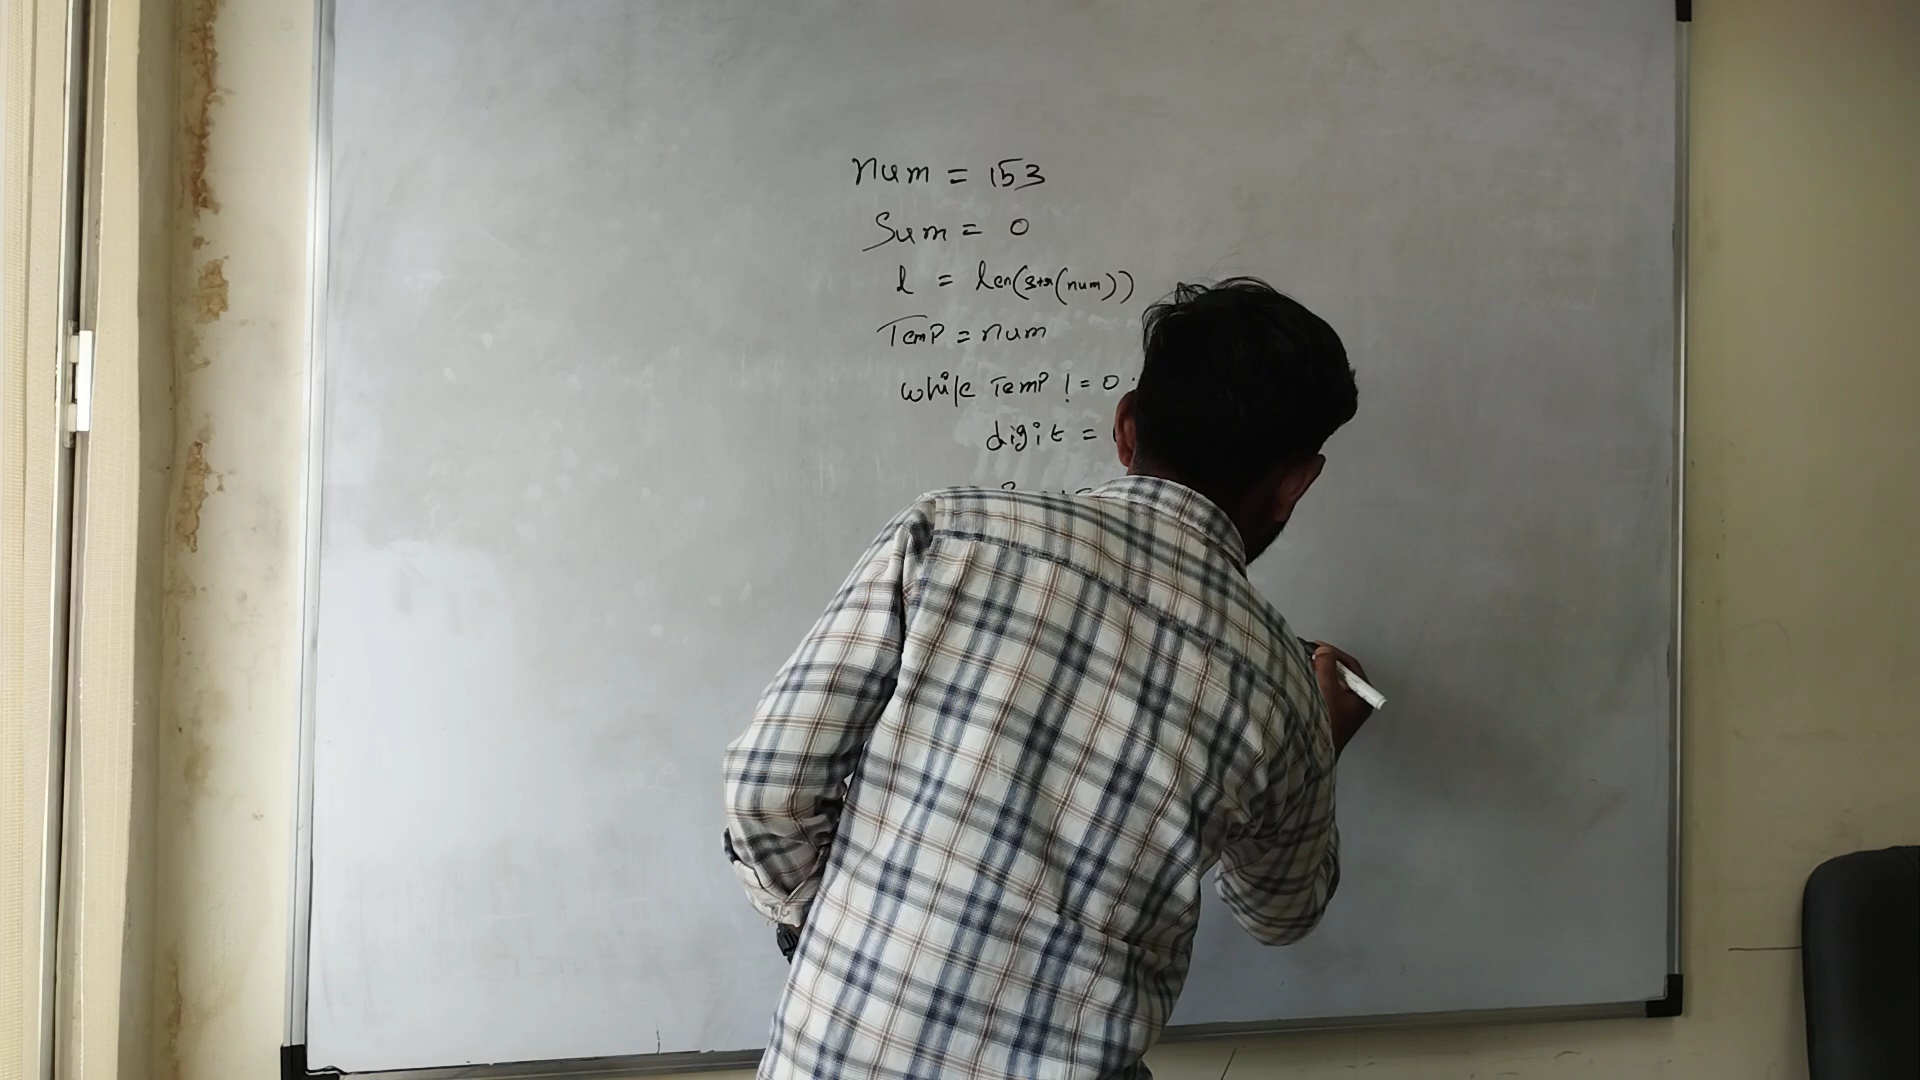 num = 153
Sum = 0
l = len(str(num))
Temp = num
while Temp != 0
digit =